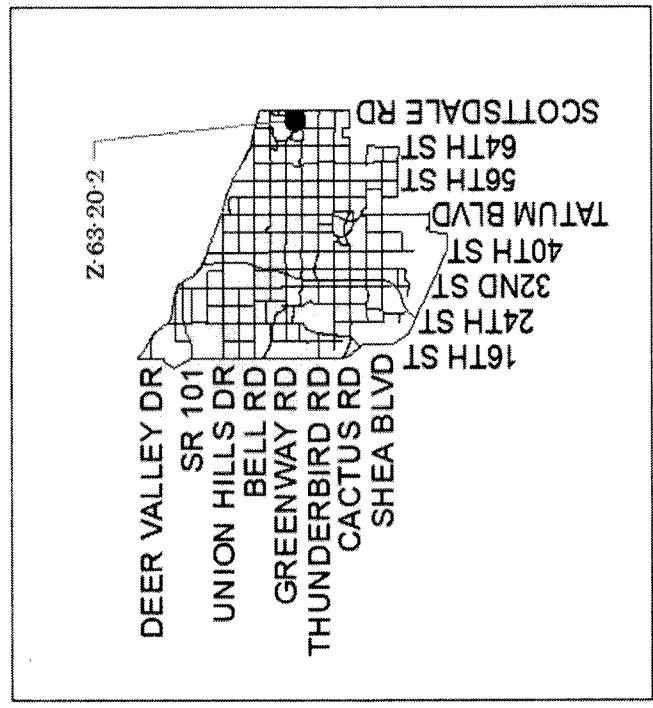 Z-63-20-2
DEER VALLEY DR
SR 101
UNION HILLS DR
BELL RD
GREENWAY RD
THUNDERBIRD RD
CACTUS RD
SHEA BLVD
16TH ST
24TH ST
32ND ST
40TH ST
TATUM BLVD
56TH ST
64TH ST
SCOTTSDALE RD